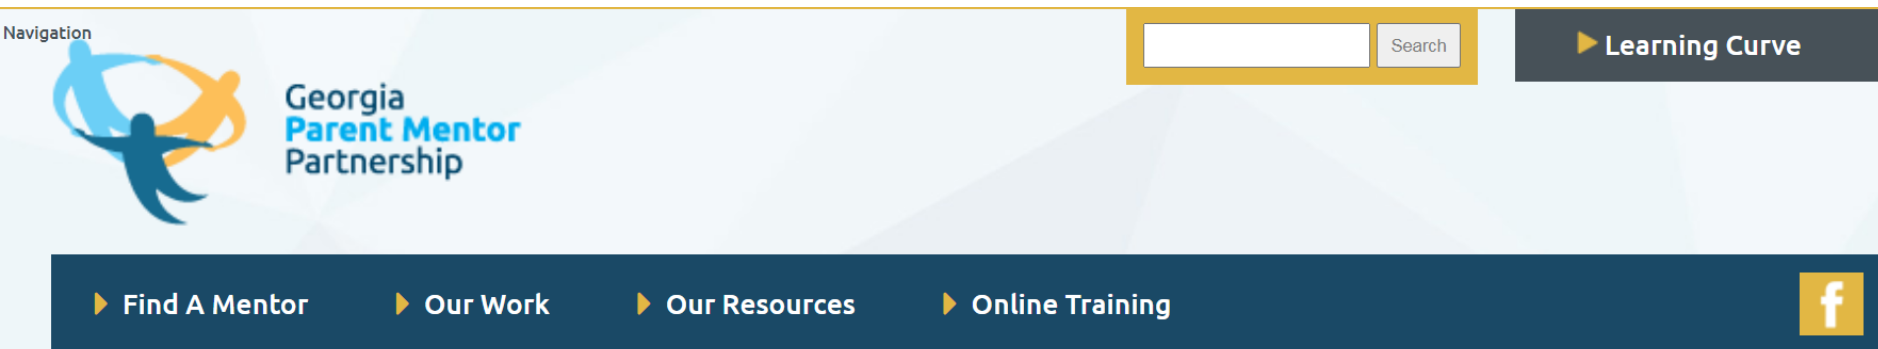 Navigation
Georgia
Parent Mentor
Partnership
Search
Learning Curve
Find A Mentor
Our Work
Our Resources
Online Training
f